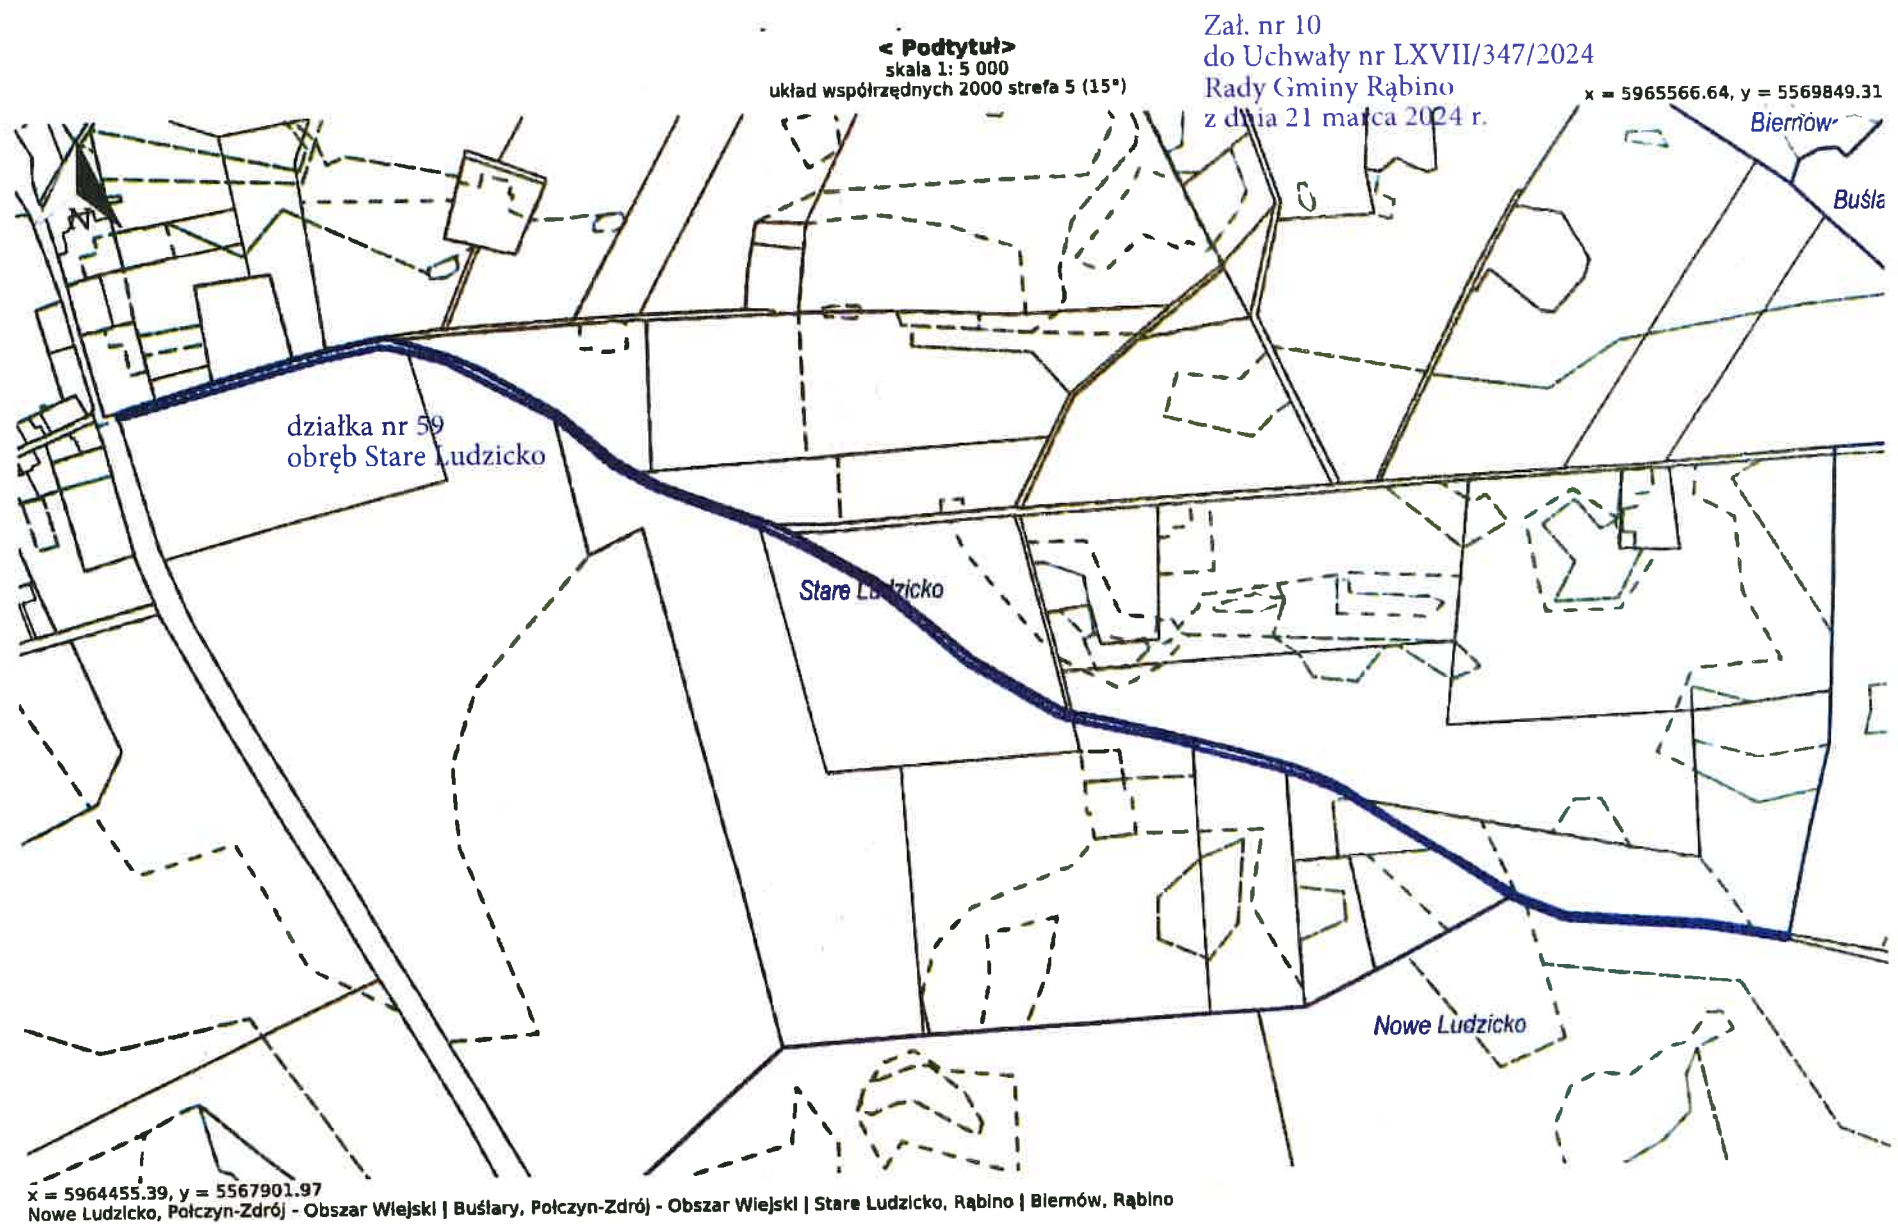 < Podtytuł>
skala 1: 5 000
układ współrzędnych 2000 strefa 5 (15°)
Zał. nr 10
do Uchwały nr LXVII/347/2024
Rady Gminy Rąbino
z dnia 21 marca 2024 r.
x = 5965566.64, y = 5569849.31
Biernów
Buśla
N
działka nr 59
obręb Stare Ludzicko
Stare Ludzicko
Nowe Ludzicko
x = 5964455.39, y = 5567901.97
Nowe Ludzicko, Połczyn-Zdrój - Obszar Wiejski | Buślary, Połczyn-Zdrój - Obszar Wiejski | Stare Ludzicko, Rąbino | Biernów, Rąbino